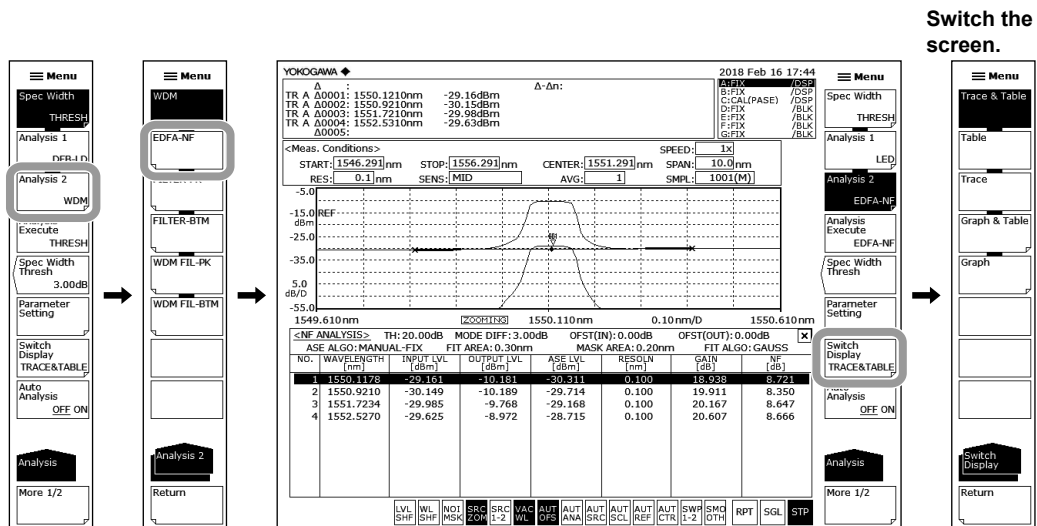 Switch the
screen.
Menu
Spec Width
THRESH
Analysis 1
DFB-LD
Analysis 2
WDM
Execute
THRESH
Spec Width
Thresh
3.00dB
Parameter
Setting
Switch
Display
TRACE&TABLE
Auto
Analysis
OFF ON
Analysis
More 1/2
Menu
WDM
EDFA-NF
FILTER-BTM
WDM FIL-PK
WDM FIL-BTM
Analysis 2
Return
YOKOGAWA
2018 Feb 16 17:44
Δ : Δ-Δn:
TR A Δ0001: 1550.1210nm -29.16dBm
TR A Δ0002: 1550.9210nm -30.15dBm
TR A Δ0003: 1551.7210nm -29.98dBm
TR A Δ0004: 1552.5310nm -29.63dBm
Δ0005:
A:FIX /DSP
B:FIX /DSP
C:CAL(PASE) /DSP
D:FIX /BLK
E:FIX /BLK
F:FIX /BLK
G:FIX /BLK
<Meas. Conditions> SPEED: 1x
START: 1546.291 nm STOP: 1556.291 nm CENTER: 1551.291 nm SPAN: 10.0 nm
RES: 0.1 nm SENS: MID AVG: 1 SMPL: 1001(M)
-5.0
-15.0 REF
dBm
-25.0
-35.0
5.0
dB/D
-55.0
1549.610nm ZOOMING 1550.110nm 0.10nm/D 1550.610nm
<NF ANALYSIS> TH:20.00dB MODE DIFF:3.00dB OFST(IN):0.00dB OFST(OUT):0.00dB
ASE ALGO:MANUAL-FIX FIT AREA:0.30nm MASK AREA:0.20nm FIT ALGO:GAUSS
NO. WAVELENGTH INPUT LVL OUTPUT LVL ASE LVL RESOLN GAIN NF
[nm] [dBm] [dBm] [dBm] [nm] [dB] [dB]
1 1550.1178 -29.161 -10.181 -30.311 0.100 18.938 8.721
2 1550.9210 -30.149 -10.189 -29.714 0.100 19.911 8.350
3 1551.7234 -29.985 -9.768 -29.168 0.100 20.167 8.647
4 1552.5270 -29.625 -8.972 -28.715 0.100 20.607 8.666
LVL SHF
WL SHF
NOI MSK
SRC ZOM
SRC 1-2
VAC WL
AUT OFS
AUT ANA
AUT SRC
AUT SCL
AUT REF
AUT CTR
SWP 1-2
SMO OTH
RPT
SGL
STP
Menu
Spec Width
THRESH
Analysis 1
LED
Analysis 2
EDFA-NF
Analysis
Execute
EDFA-NF
Spec Width
Thresh
Parameter
Setting
Switch
Display
TRACE&TABLE
Analysis
OFF ON
Analysis
More 1/2
Menu
Trace & Table
Table
Trace
Graph & Table
Graph
Switch
Display
Return